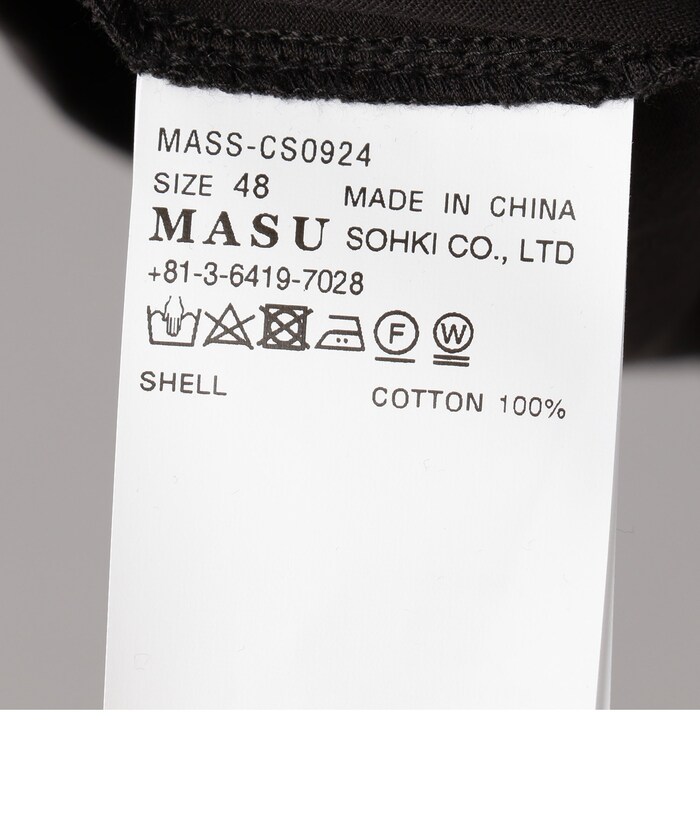 MASS-CS0924
SIZE 48 MADE IN CHINA
MASU SOHKI CO., LTD
+81-3-6419-7028
F W
SHELL COTTON 100%